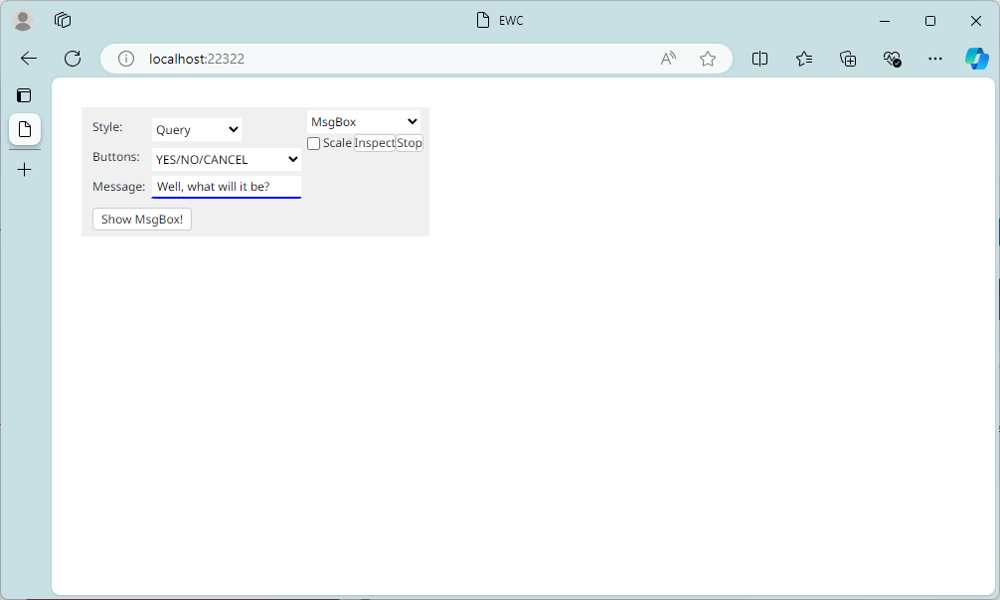 EWC
localhost:22322
Style:
Query
MsgBox
Scale Inspect Stop
Buttons:
YES/NO/CANCEL
Message:
Well, what will it be?
Show MsgBox!